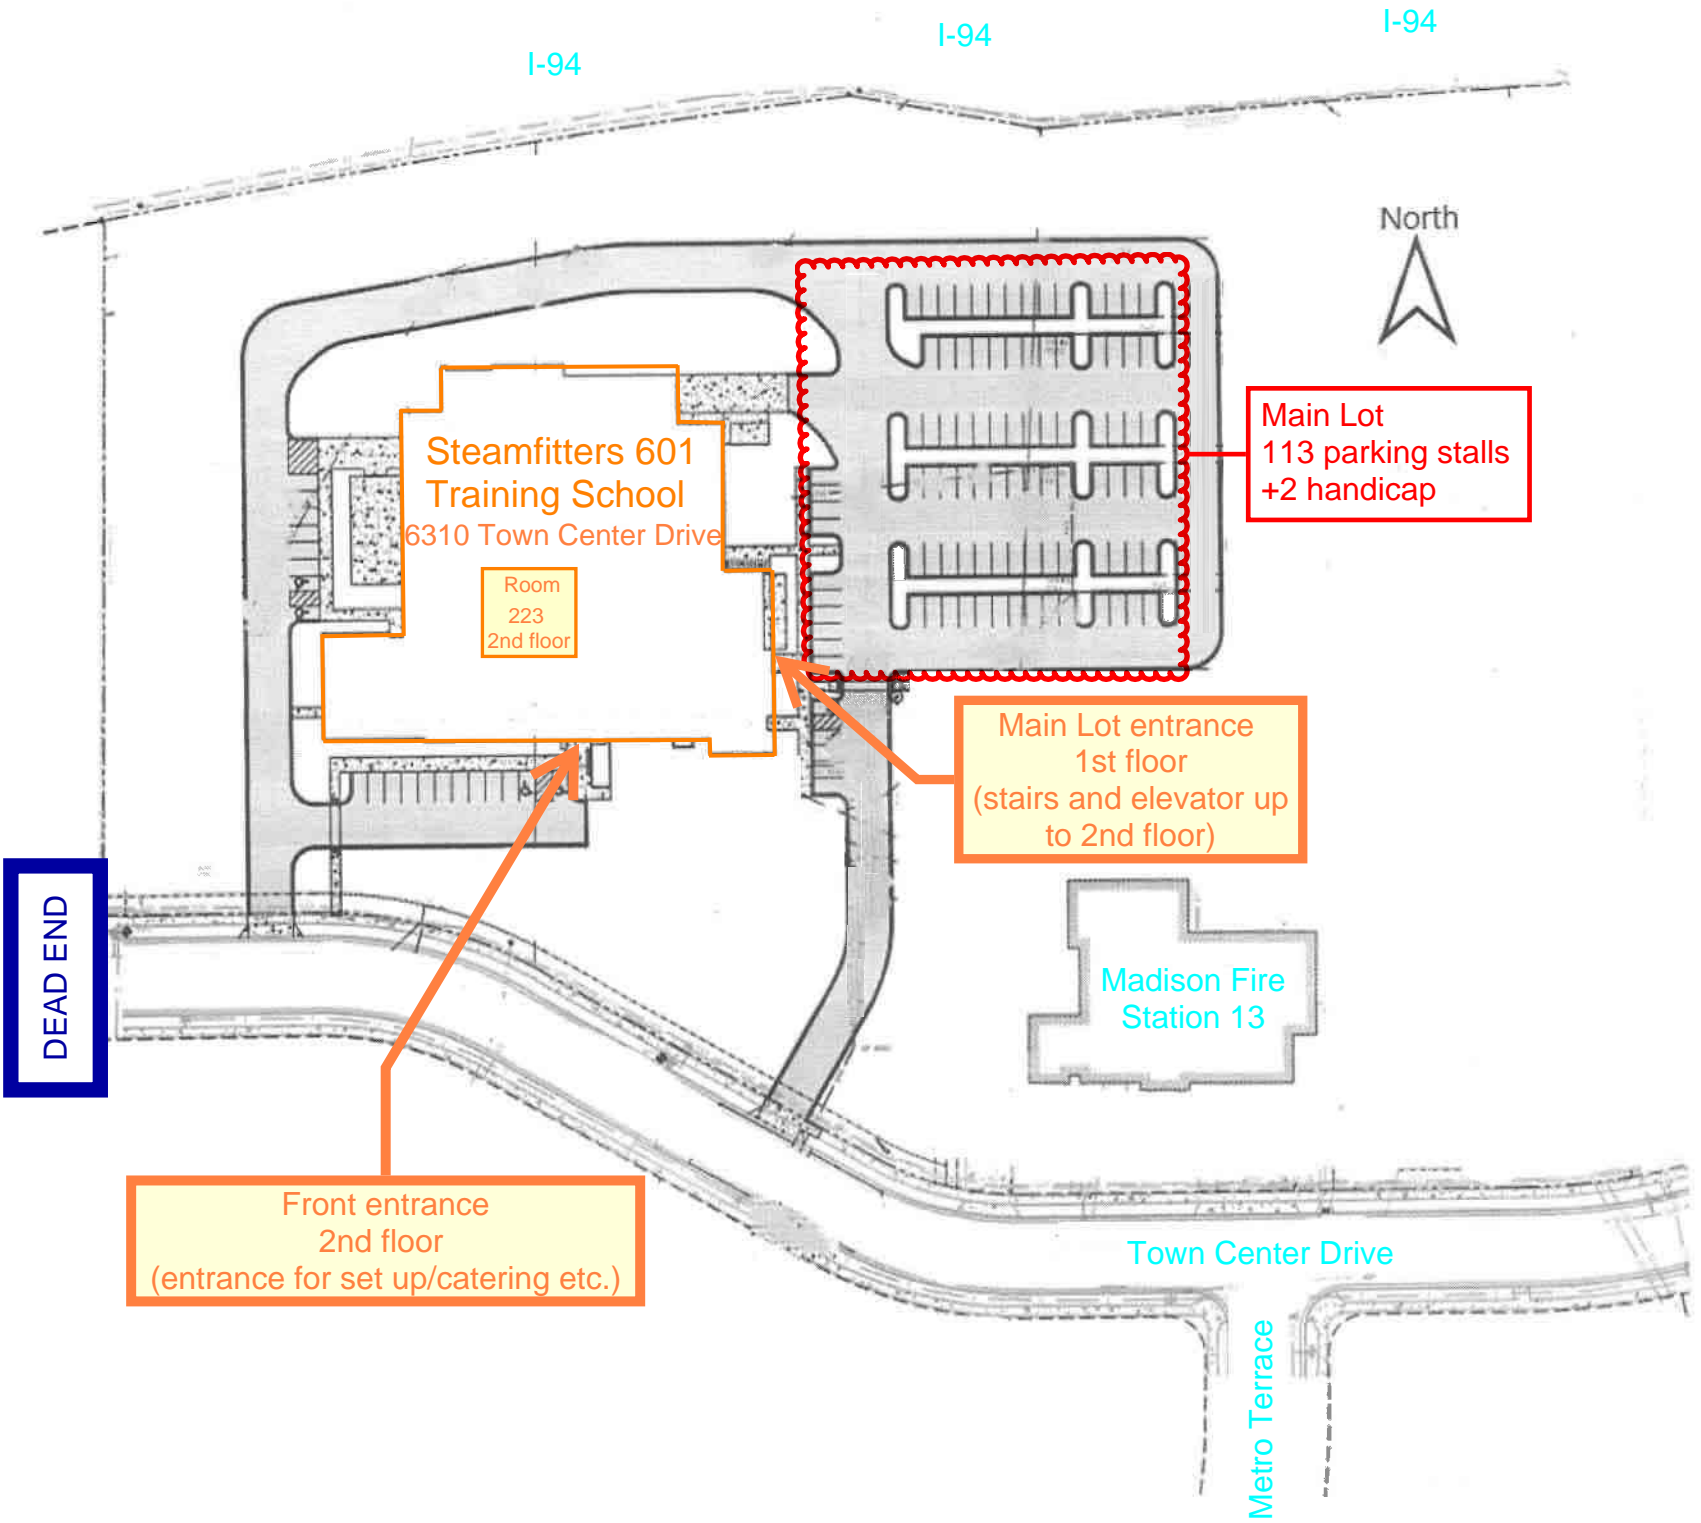 I-94
I-94
I-94
North
Main Lot
113 parking stalls
+2 handicap
Steamfitters 601
Training School
6310 Town Center Drive
Room
223
2nd floor
Main Lot entrance
1st floor
(stairs and elevator up
to 2nd floor)
DEAD END
Madison Fire
Station 13
Front entrance
2nd floor
(entrance for set up/catering etc.)
Town Center Drive
Metro Terrace